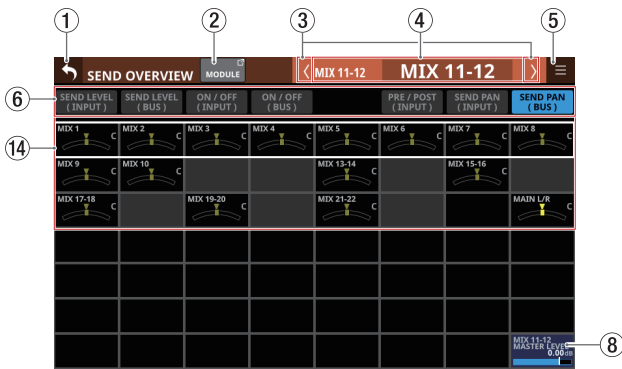 1 2 3 4 5
SEND OVERVIEW MODULE MIX 11-12 MIX 11-12
6
SEND LEVEL (INPUT)
SEND LEVEL (BUS)
ON / OFF (INPUT)
ON / OFF (BUS)
PRE / POST (INPUT)
SEND PAN (INPUT)
SEND PAN (BUS)
14
MIX 1 C MIX 2 C MIX 3 C MIX 4 C MIX 5 C MIX 6 C MIX 7 C MIX 8 C
MIX 9 C MIX 10 C MIX 13-14 C MIX 15-16 C
MIX 17-18 C MIX 19-20 C MIX 21-22 C MAIN L/R C
MIX 11-12
MASTER LEVEL
0.00dB
8